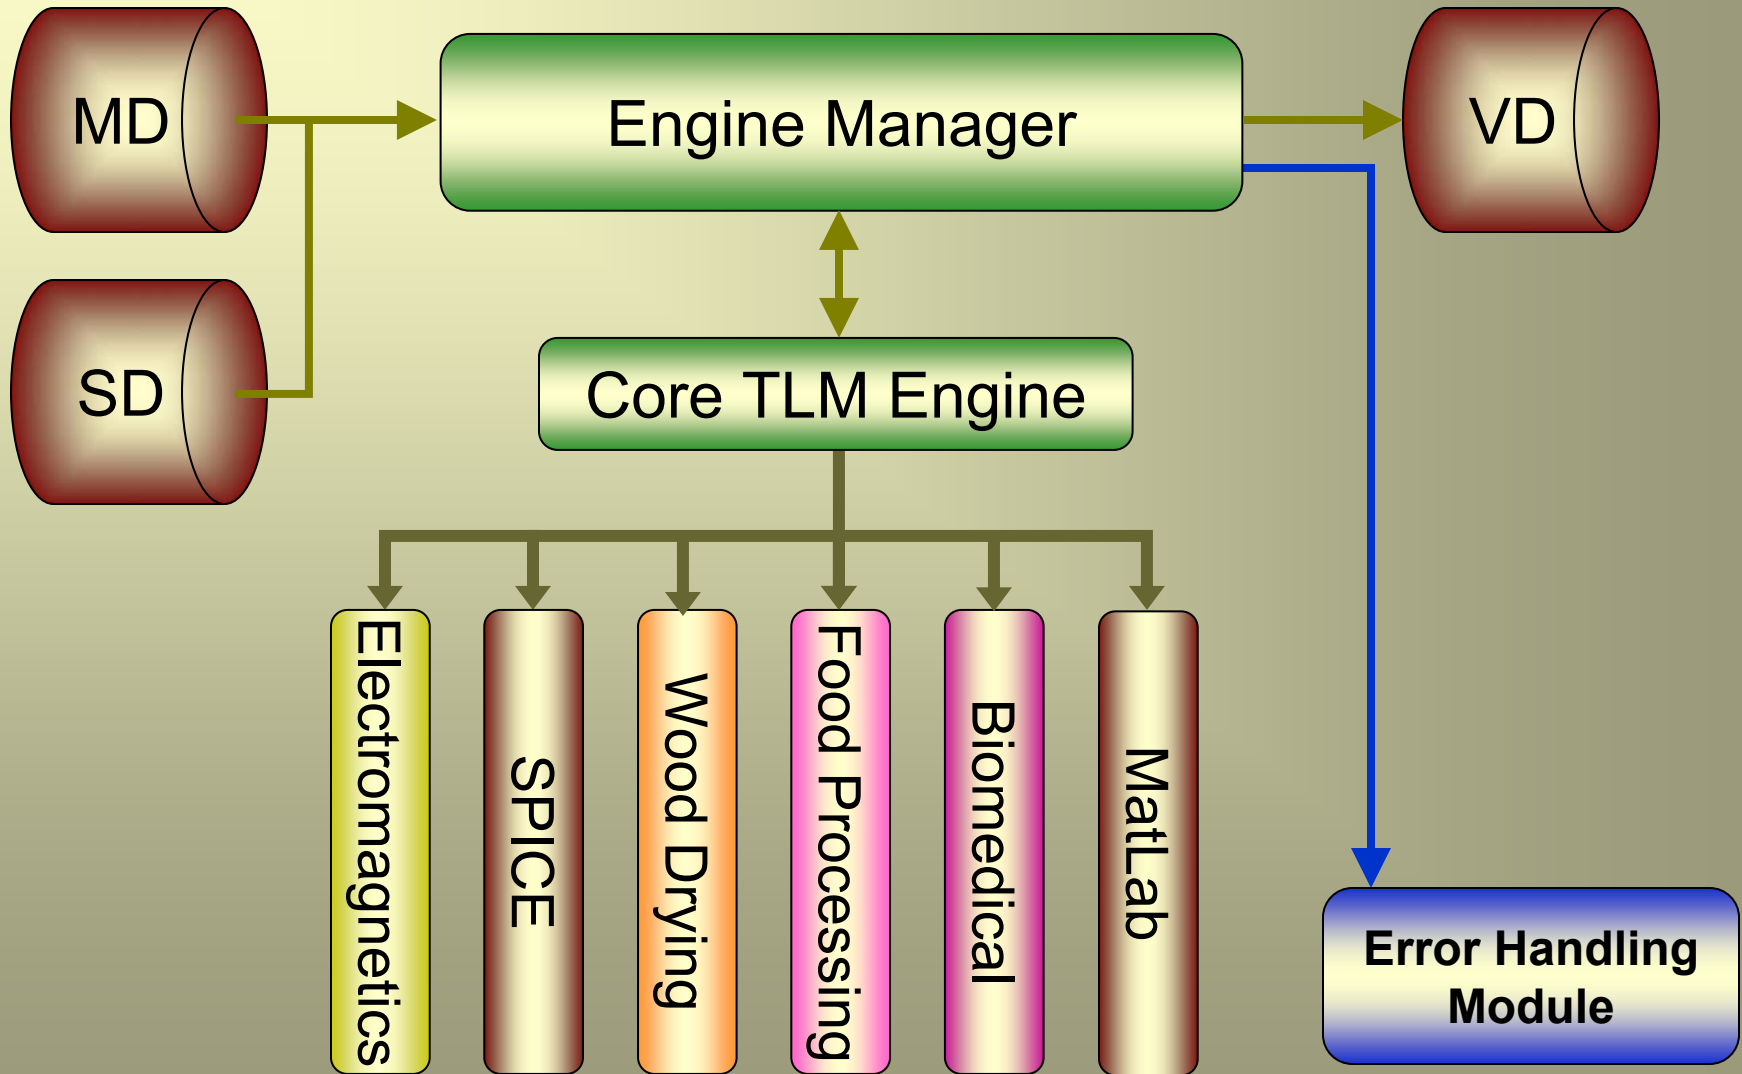 MD
Engine Manager
VD
SD
Core TLM Engine
Electromagnetics
SPICE
Wood Drying
Food Processing
Biomedical
MatLab
Error Handling
Module